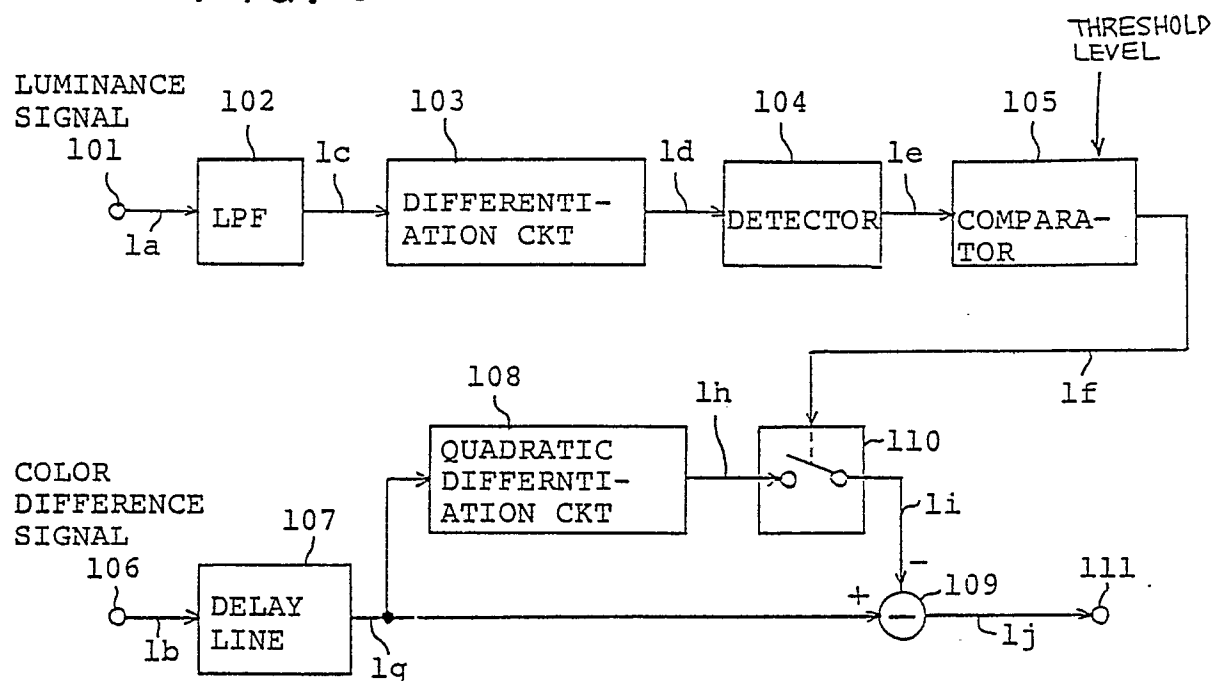 THRESHOLD
LEVEL
LUMINANCE
SIGNAL
101
102
103
104
105
1a
LPF
1c
DIFFERENTI-
ATION CKT
1d
DETECTOR
1e
COMPARA-
TOR
1f
108
1h
QUADRATIC
DIFFERNTI-
ATION CKT
110
1i
COLOR
DIFFERENCE
SIGNAL
106
107
1b
DELAY
LINE
1g
+
-
109
−
1j
111